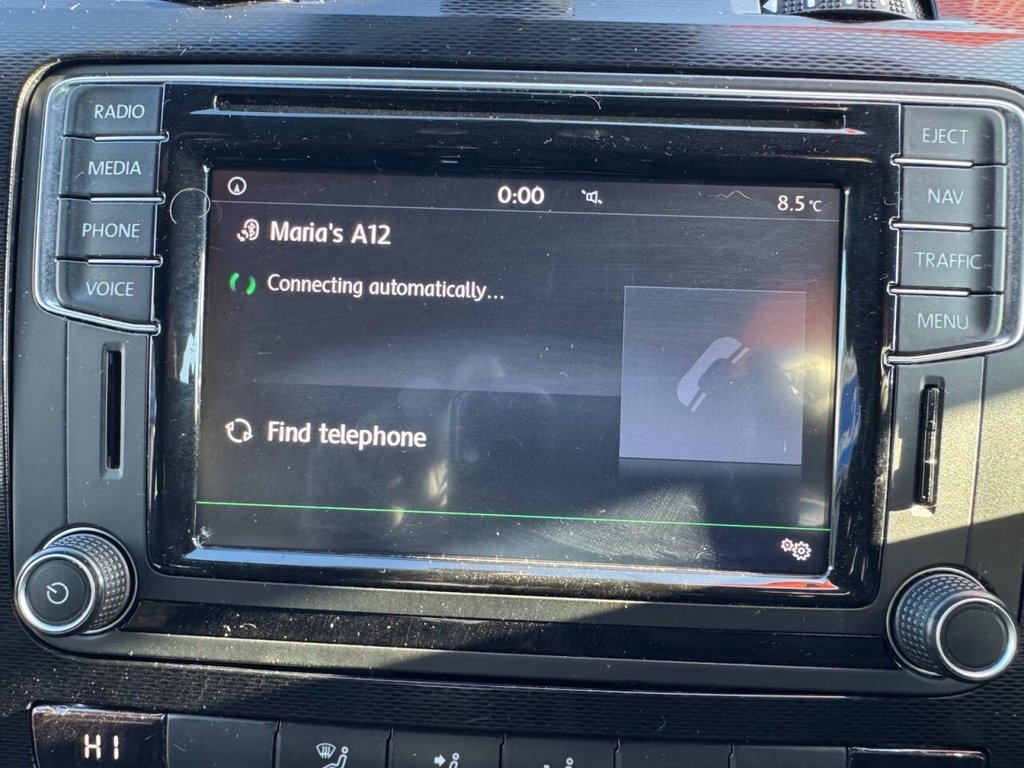 RADIO
MEDIA
PHONE
VOICE
0:00
8.5°C
Maria's A12
Connecting automatically...
Find telephone
EJECT
NAV
TRAFFIC
MENU
HI